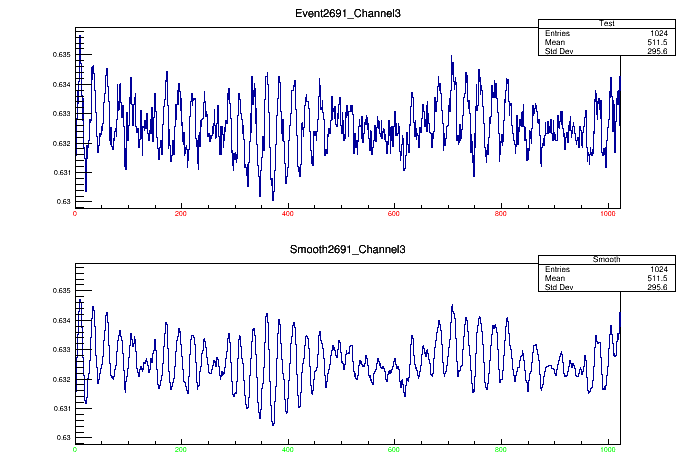 Event2691_Channel3
Test
Entries 1024
Mean 511.5
Std Dev 295.6
0.635
0.634
0.633
0.632
0.631
0.63
0 200 400 600 800 1000
Smooth2691_Channel3
Smooth
Entries 1024
Mean 511.5
Std Dev 295.6
0.635
0.634
0.633
0.632
0.631
0.63
0 200 400 600 800 1000